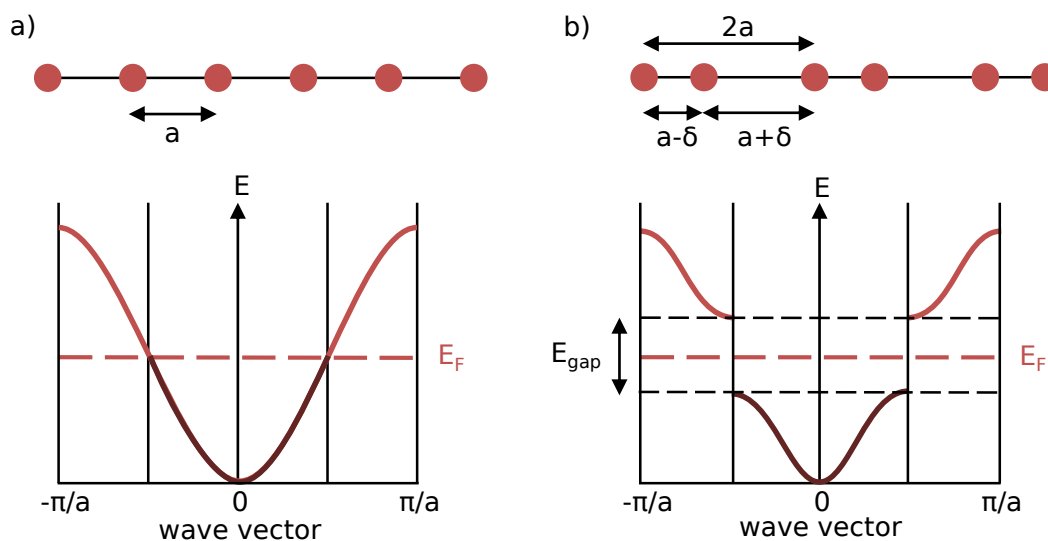 a)
a
E
E_F
-π/a
0
π/a
wave vector
b)
2a
a-δ
a+δ
E
E_gap
E_F
-π/a
0
π/a
wave vector